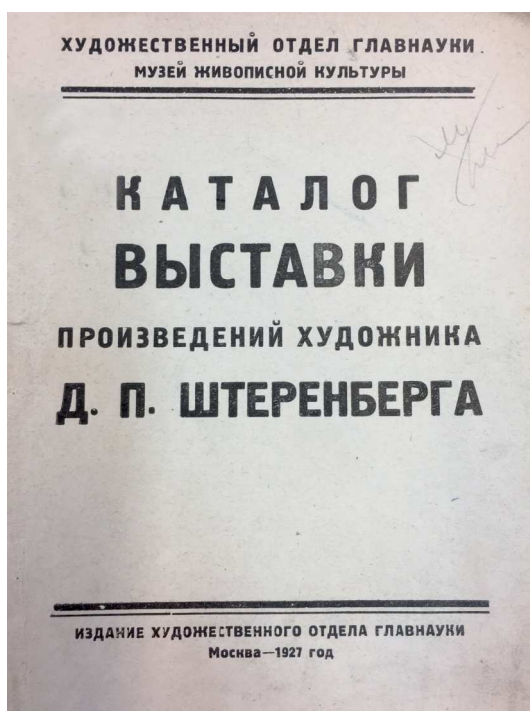 ХУДОЖЕСТВЕННЫЙ ОТДЕЛ ГЛАВНАУКИ.
МУЗЕЙ ЖИВОПИСНОЙ КУЛЬТУРЫ
КАТАЛОГ
ВЫСТАВКИ
ПРОИЗВЕДЕНИЙ ХУДОЖНИКА
Д. П. ШТЕРЕНБЕРГА
ИЗДАНИЕ ХУДОЖЕСТВЕННОГО ОТДЕЛА ГЛАВНАУКИ
Москва—1927 год